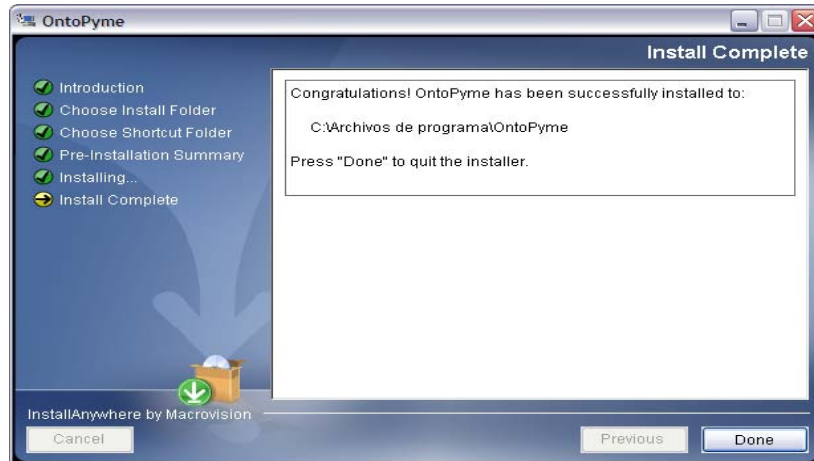 OntoPyme
Install Complete
Introduction
Choose Install Folder
Choose Shortcut Folder
Pre-Installation Summary
Installing...
Install Complete
Congratulations! OntoPyme has been successfully installed to:
C:\Archivos de programa\OntoPyme
Press "Done" to quit the installer.
InstallAnywhere by Macrovision
Cancel
Previous
Done